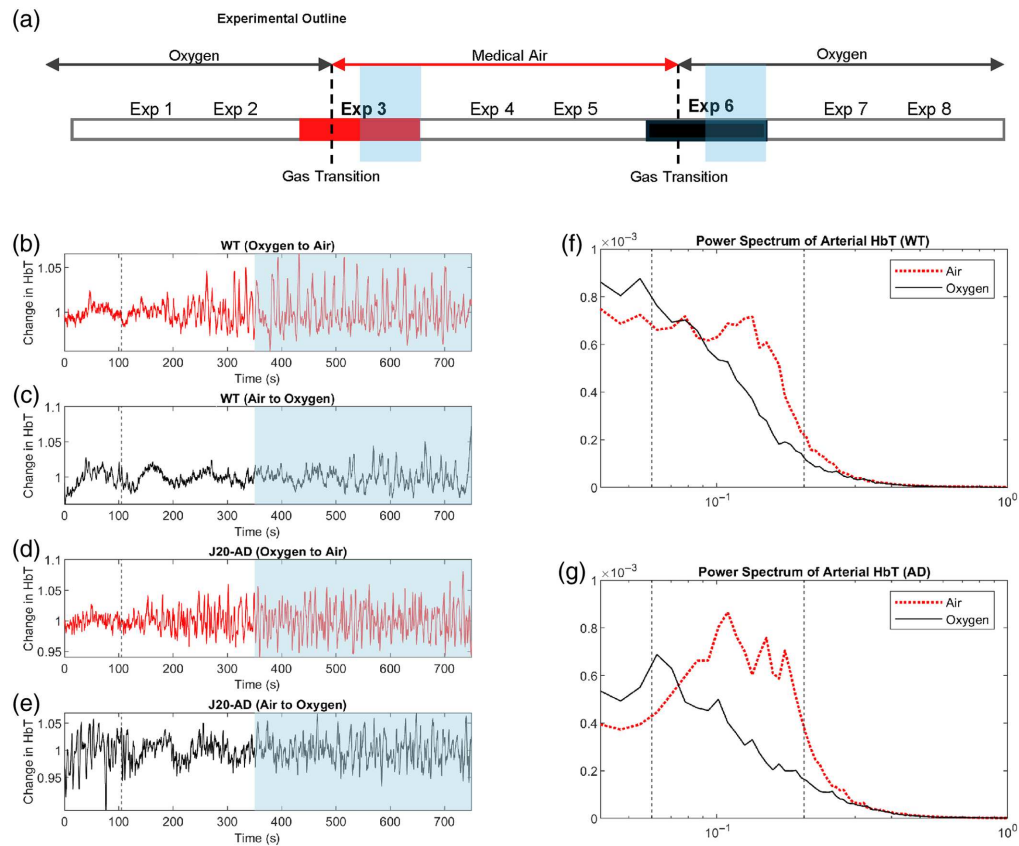 (a)
Experimental Outline
Oxygen
Medical Air
Oxygen
Exp 1
Exp 2
Exp 3
Exp 4
Exp 5
Exp 6
Exp 7
Exp 8
Gas Transition
Gas Transition
(b)
WT (Oxygen to Air)
Change in HbT
1.05
1
0 100 200 300 400 500 600 700
Time (s)
(c)
WT (Air to Oxygen)
Change in HbT
1.1
1.05
1
0 100 200 300 400 500 600 700
Time (s)
(d)
J20-AD (Oxygen to Air)
Change in HbT
1.1
1.05
1
0.95
0 100 200 300 400 500 600 700
Time (s)
(e)
J20-AD (Air to Oxygen)
Change in HbT
1.05
1
0.95
0 100 200 300 400 500 600 700
Time (s)
(f)
×10⁻³
Power Spectrum of Arterial HbT (WT)
1
0.8
0.6
0.4
0.2
0
Air
Oxygen
10⁻¹
10⁰
(g)
×10⁻³
Power Spectrum of Arterial HbT (AD)
1
0.8
0.6
0.4
0.2
0
Air
Oxygen
10⁻¹
10⁰